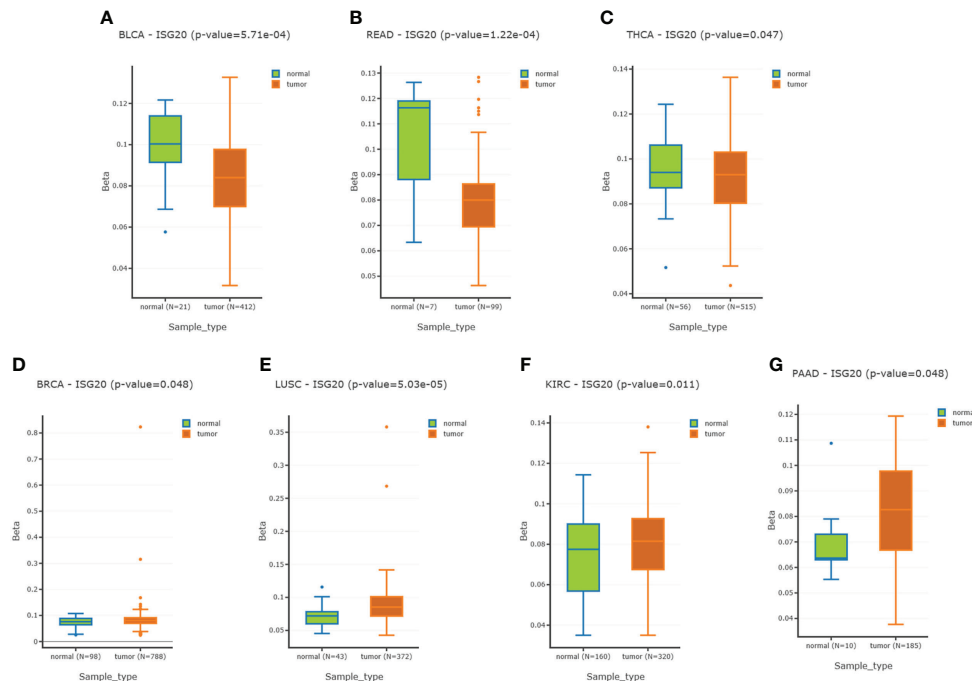 A
BLCA - ISG20 (p-value=5.71e-04)
normal
tumor
0.12
0.1
0.08
0.06
0.04
Beta
normal (N=21)
tumor (N=412)
Sample_type
B
READ - ISG20 (p-value=1.22e-04)
normal
tumor
0.13
0.12
0.11
0.1
0.09
0.08
0.07
0.06
0.05
Beta
normal (N=7)
tumor (N=99)
Sample_type
C
THCA - ISG20 (p-value=0.047)
normal
tumor
0.14
0.12
0.1
0.08
0.06
0.04
Beta
normal (N=56)
tumor (N=515)
Sample_type
D
BRCA - ISG20 (p-value=0.048)
normal
tumor
0.8
0.7
0.6
0.5
0.4
0.3
0.2
0.1
0
Beta
normal (N=98)
tumor (N=788)
Sample_type
E
LUSC - ISG20 (p-value=5.03e-05)
normal
tumor
0.35
0.3
0.25
0.2
0.15
0.1
0.05
Beta
normal (N=43)
tumor (N=372)
Sample_type
F
KIRC - ISG20 (p-value=0.011)
normal
tumor
0.14
0.12
0.1
0.08
0.06
0.04
Beta
normal (N=160)
tumor (N=320)
Sample_type
G
PAAD - ISG20 (p-value=0.048)
normal
tumor
0.12
0.11
0.1
0.09
0.08
0.07
0.06
0.05
0.04
Beta
normal (N=10)
tumor (N=185)
Sample_type